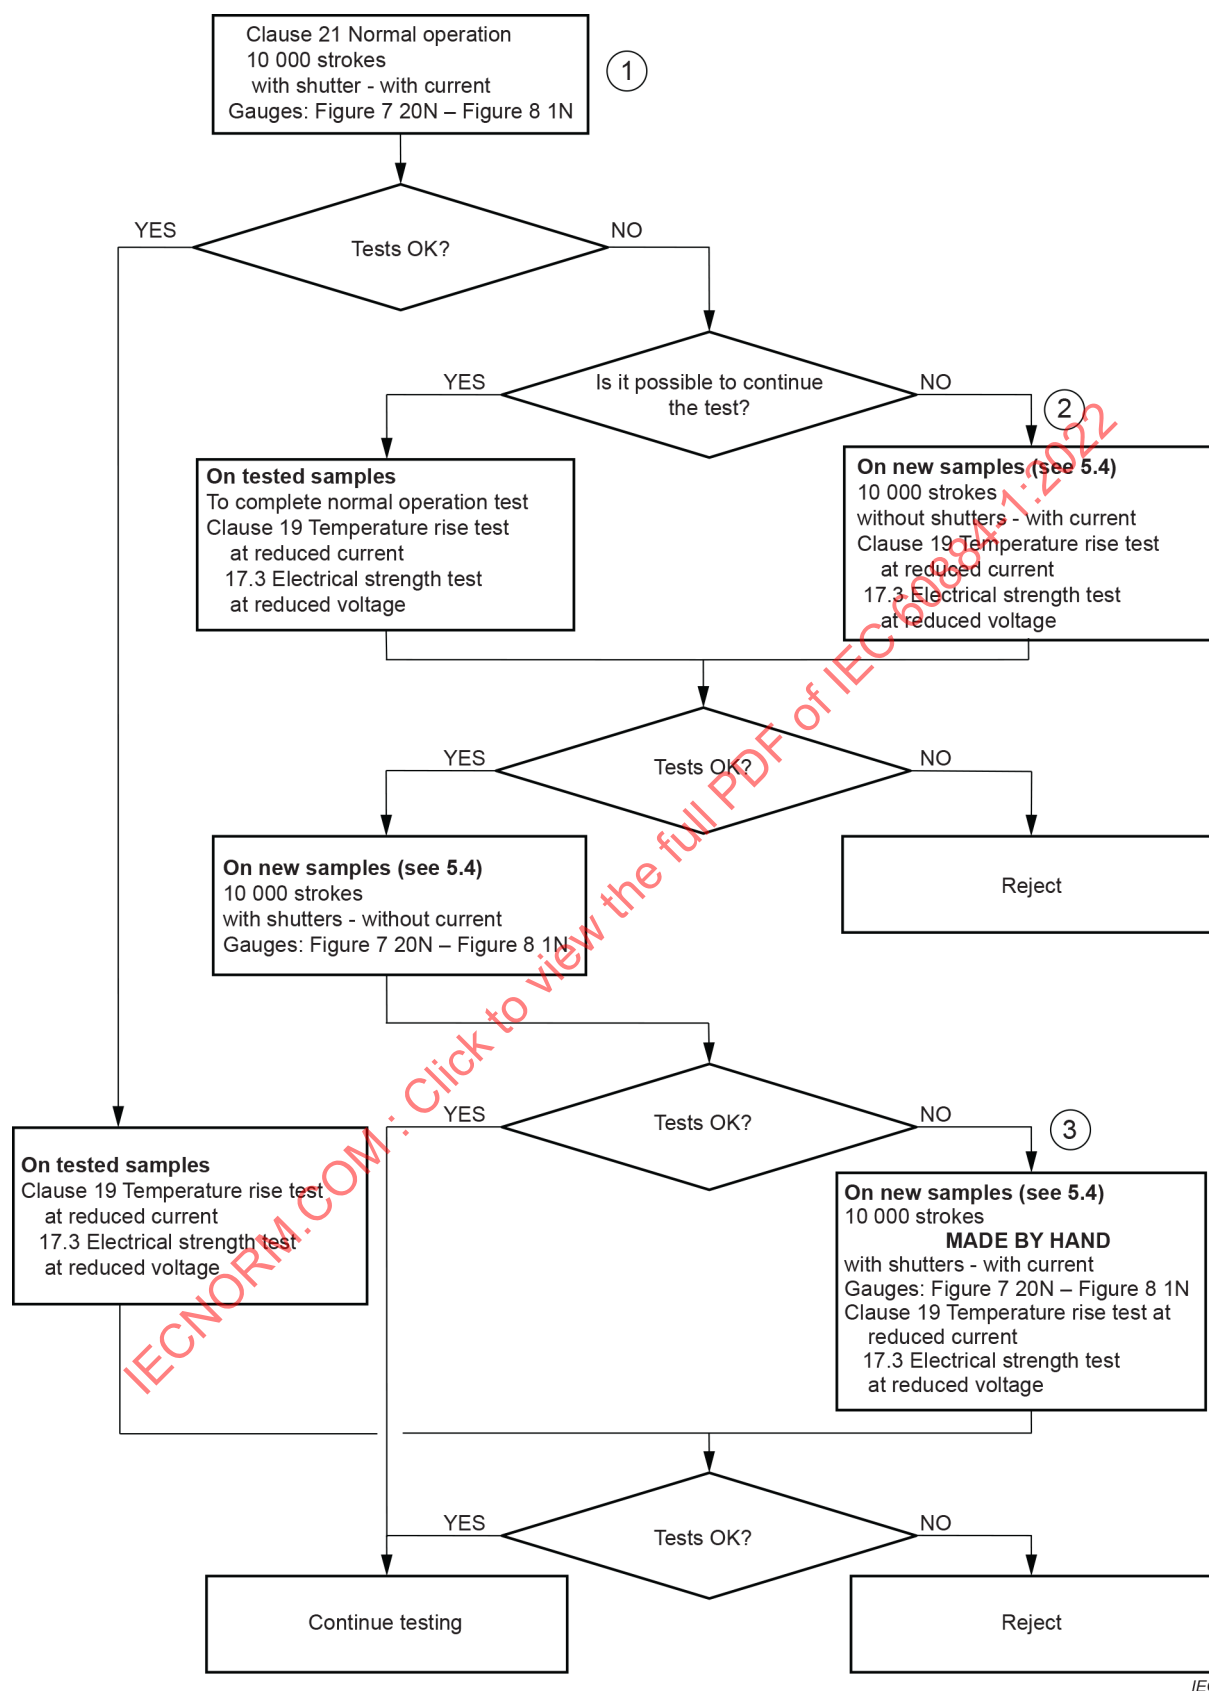 Clause 21 Normal operation
10 000 strokes
with shutter - with current
Gauges: Figure 7 20N – Figure 8 1N
1
YES
Tests OK?
NO
YES
Is it possible to continue
the test?
NO
2
On tested samples
To complete normal operation test
Clause 19 Temperature rise test
at reduced current
17.3 Electrical strength test
at reduced voltage
On new samples (see 5.4)
10 000 strokes
without shutters - with current
Clause 19 Temperature rise test
at reduced current
17.3 Electrical strength test
at reduced voltage
YES
Tests OK?
NO
On new samples (see 5.4)
10 000 strokes
with shutters - without current
Gauges: Figure 7 20N – Figure 8 1N
Reject
YES
Tests OK?
NO
3
On tested samples
Clause 19 Temperature rise test
at reduced current
17.3 Electrical strength test
at reduced voltage
On new samples (see 5.4)
10 000 strokes
MADE BY HAND
with shutters - with current
Gauges: Figure 7 20N – Figure 8 1N
Clause 19 Temperature rise test at
reduced current
17.3 Electrical strength test
at reduced voltage
YES
Tests OK?
NO
Continue testing
Reject
IEC
IECNORM.COM : Click to view the full PDF of IEC 60884-1:2022